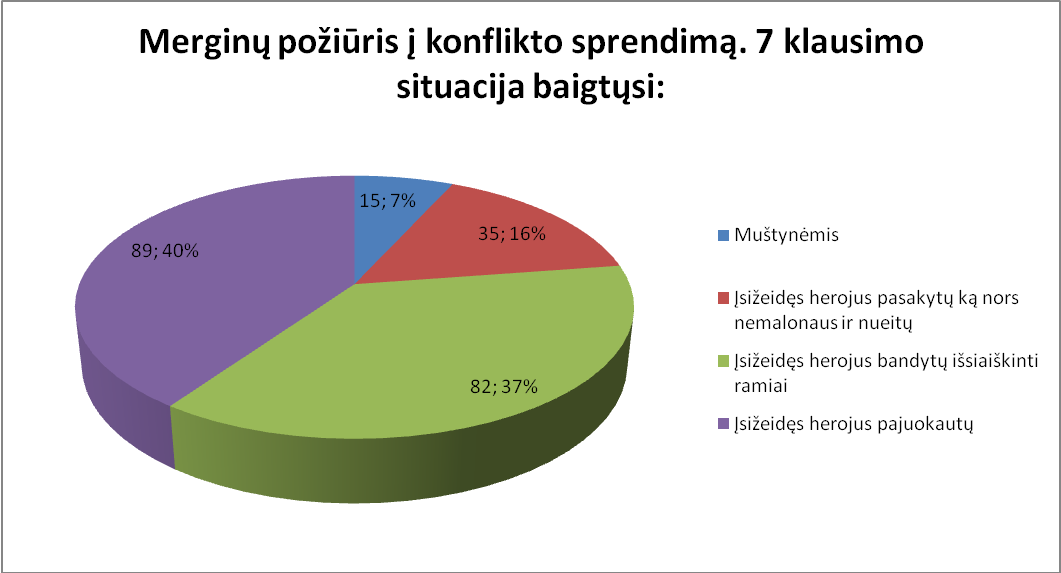 Merginų požiūris į konflikto sprendimą. 7 klausimo
situacija baigtųsi:
15; 7%
35; 16%
89; 40%
82; 37%
Muštynėmis
Įsižeidęs herojus pasakytų ką nors
nemalonaus ir nueitų
Įsižeidęs herojus bandytų išsiaiškinti
ramiai
Įsižeidęs herojus pajuokautų